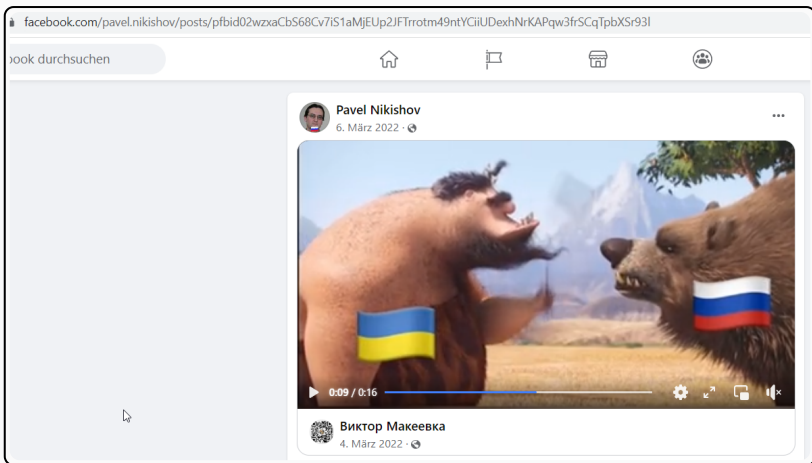 facebook.com/pavel.nikishov/posts/pfbid02wzxaCbS68Cv7iS1aMjEUp2JFTrrotm49ntYCiiUDexhNrKAPqw3frSCqTpbXSr93l
book durchsuchen
Pavel Nikishov
6. März 2022 ·
0:09 / 0:16
Виктор Макеевка
4. März 2022 ·